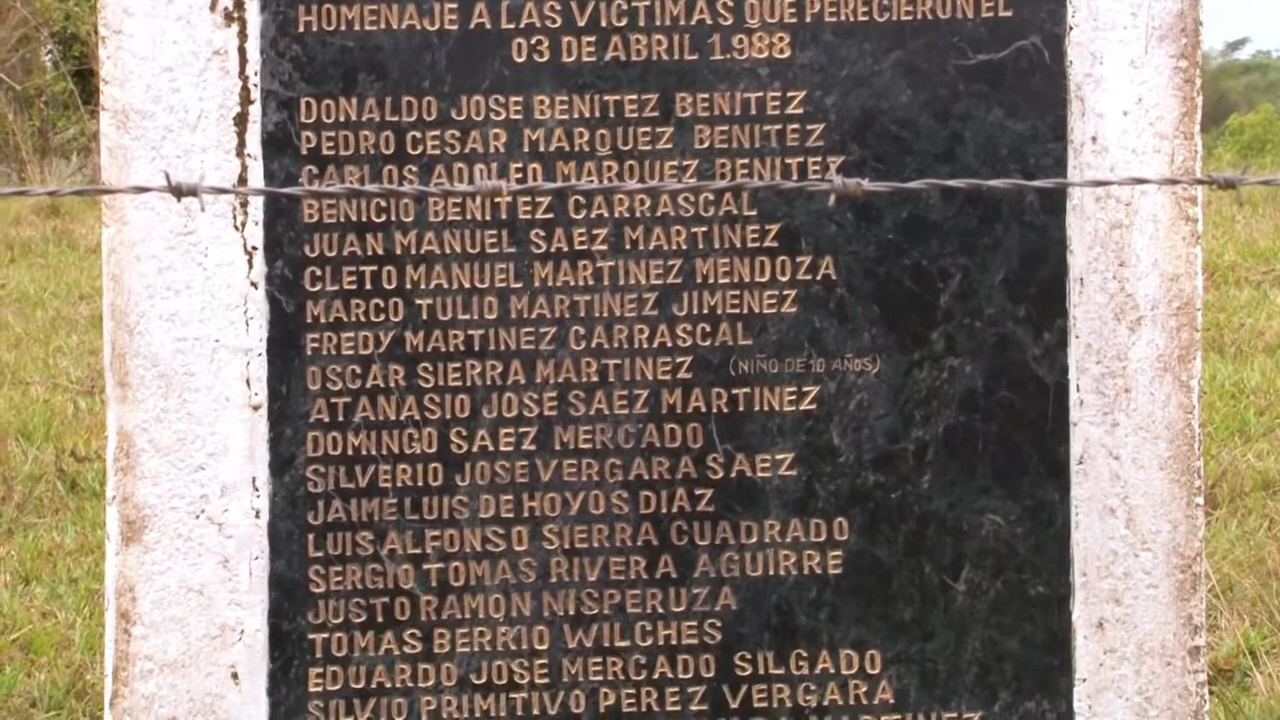 HOMENAJE A LAS VICTIMAS QUE PERECIERON EL
03 DE ABRIL 1.988
DONALDO JOSE BENITEZ BENITEZ
PEDRO CESAR MARQUEZ BENITEZ
CARLOS ADOLFO MARQUEZ BENITEZ
BENICIO BENITEZ CARRASCAL
JUAN MANUEL SAEZ MARTINEZ
CLETO MANUEL MARTINEZ MENDOZA
MARCO TULIO MARTINEZ JIMENEZ
FREDY MARTINEZ CARRASCAL
OSCAR SIERRA MARTINEZ (NIÑO DE 10 AÑOS)
ATANASIO JOSE SAEZ MARTINEZ
DOMINGO SAEZ MERCADO
SILVERIO JOSE VERGARA SAEZ
JAIME LUIS DE HOYOS DIAZ
LUIS ALFONSO SIERRA CUADRADO
SERGIO TOMAS RIVERA AGUIRRE
JUSTO RAMON NISPERUZA
TOMAS BERRIO WILCHES
EDUARDO JOSE MERCADO SILGADO
SILVIO PRIMITIVO PEREZ VERGARA
MARTINEZ